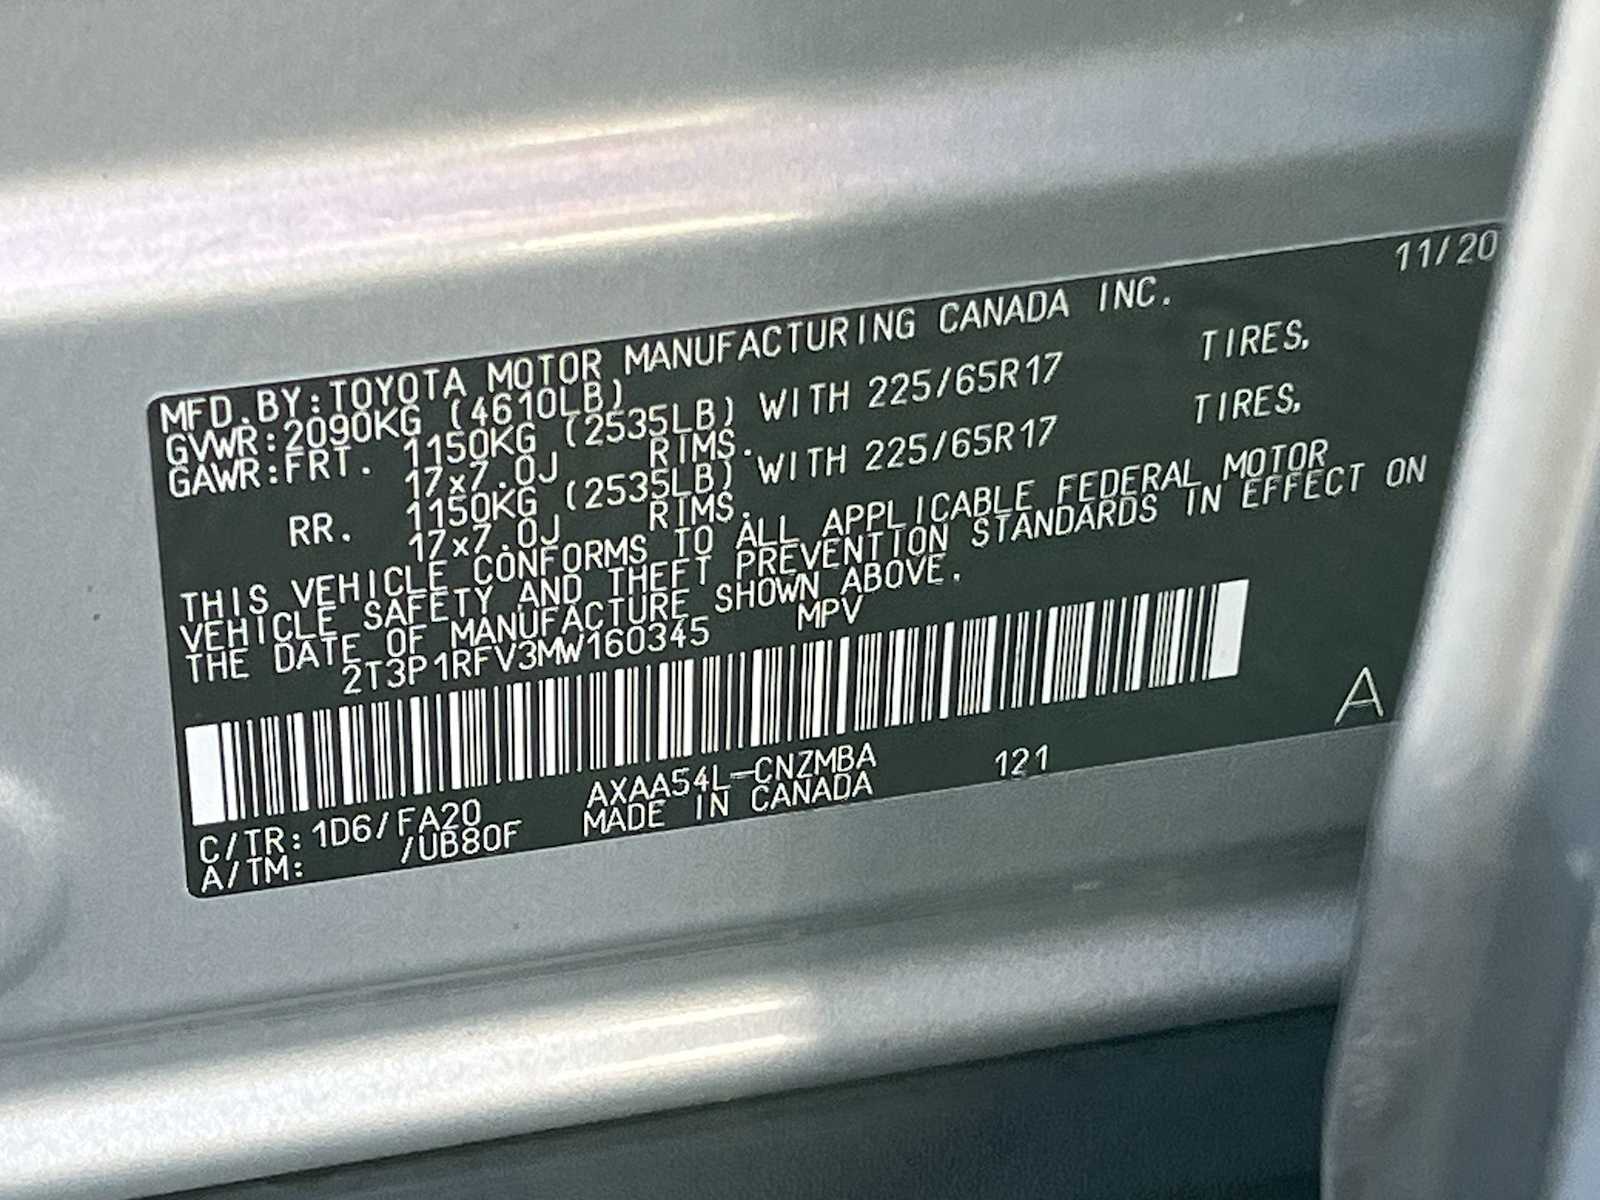 11/20
MFD.BY:TOYOTA MOTOR MANUFACTURING CANADA INC.
GVWR:2090KG (4610LB)
GAWR:FRT. 1150KG (2535LB) WITH 225/65R17 TIRES,
17x7.0J RIMS.
RR. 1150KG (2535LB) WITH 225/65R17 TIRES,
17x7.0J RIMS.
THIS VEHICLE CONFORMS TO ALL APPLICABLE FEDERAL MOTOR
VEHICLE SAFETY AND THEFT PREVENTION STANDARDS IN EFFECT ON
THE DATE OF MANUFACTURE SHOWN ABOVE.
2T3P1RFV3MW160345 MPV
A
C/TR:1D6/FA20 AXAA54L-CNZMBA 121
A/TM: /UB80F MADE IN CANADA